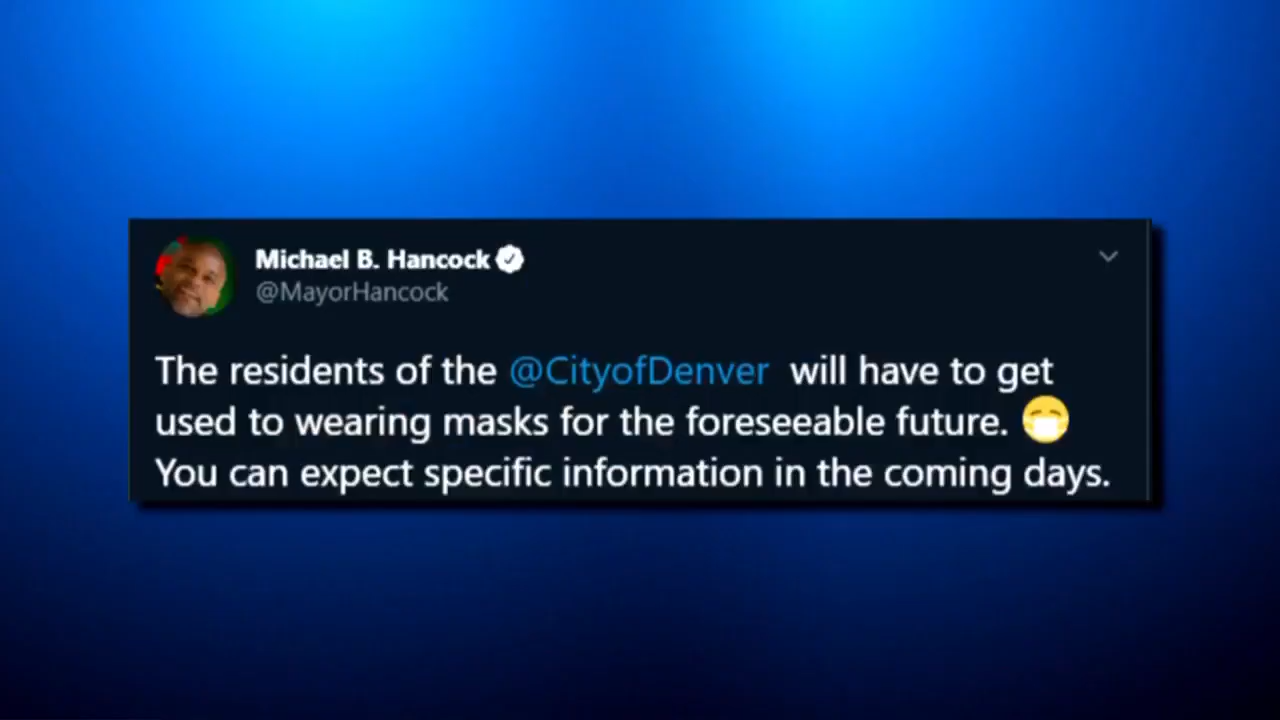 Michael B. Hancock
@MayorHancock
The residents of the @CityofDenver will have to get
used to wearing masks for the foreseeable future. 😷
You can expect specific information in the coming days.